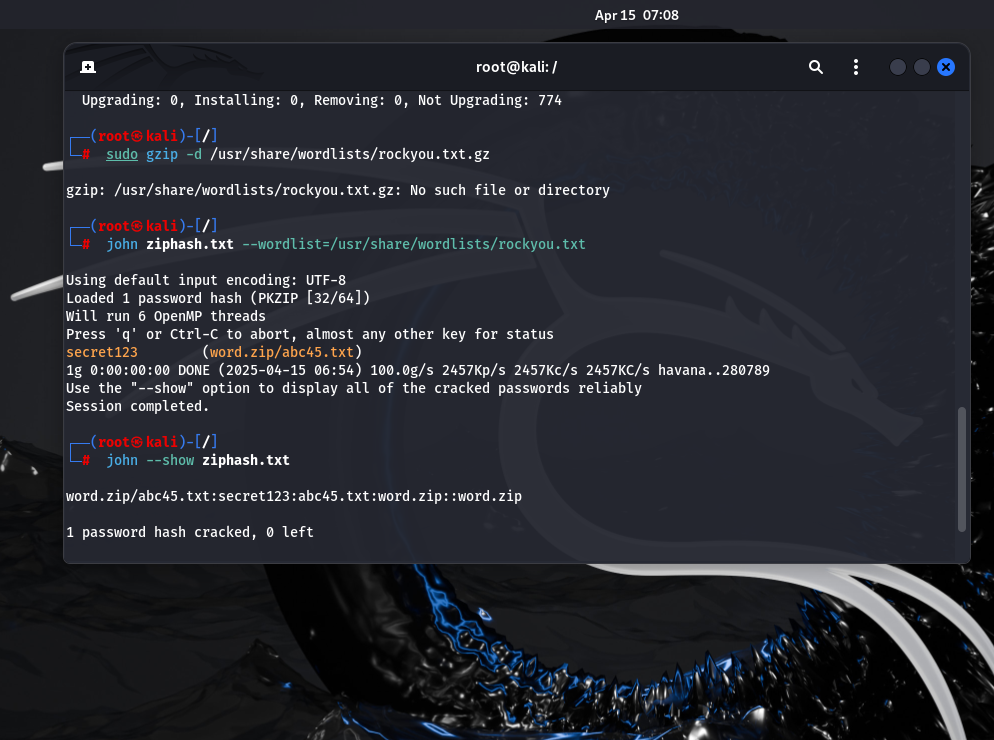 Apr 15 07:08
root@kali: /
Upgrading: 0, Installing: 0, Removing: 0, Not Upgrading: 774
┌──(root㉿kali)-[/]
└─# sudo gzip -d /usr/share/wordlists/rockyou.txt.gz
gzip: /usr/share/wordlists/rockyou.txt.gz: No such file or directory
┌──(root㉿kali)-[/]
└─# john ziphash.txt --wordlist=/usr/share/wordlists/rockyou.txt
Using default input encoding: UTF-8
Loaded 1 password hash (PKZIP [32/64])
Will run 6 OpenMP threads
Press 'q' or Ctrl-C to abort, almost any other key for status
secret123        (word.zip/abc45.txt)
1g 0:00:00:00 DONE (2025-04-15 06:54) 100.0g/s 2457Kp/s 2457Kc/s 2457KC/s havana..280789
Use the "--show" option to display all of the cracked passwords reliably
Session completed.
┌──(root㉿kali)-[/]
└─# john --show ziphash.txt
word.zip/abc45.txt:secret123:abc45.txt:word.zip::word.zip
1 password hash cracked, 0 left